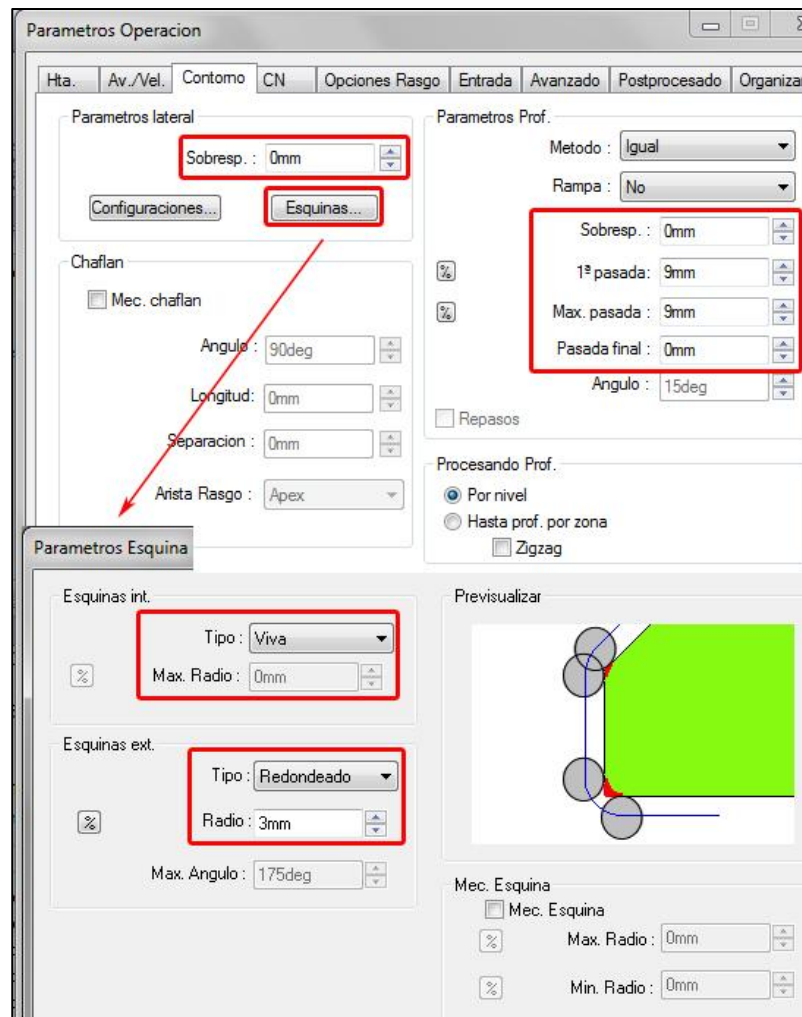 Parametros Operacion
Hta. Av./Vel. Contorno CN Opciones Rasgo Entrada Avanzado Postprocesado Organiza
Parametros lateral
Sobresp. : 0mm
Configuraciones... Esquinas...
Chaflan
Mec. chaflan
Angulo : 90deg
Longitud: 0mm
Separacion : 0mm
Arista Rasgo : Apex
Parametros Prof.
Metodo : Igual
Rampa : No
Sobresp. : 0mm
% 1ª pasada: 9mm
% Max. pasada : 9mm
Pasada final : 0mm
Angulo : 15deg
Repasos
Procesando Prof.
Por nivel
Hasta prof. por zona
Zigzag
Parametros Esquina
Esquinas int.
Tipo : Viva
% Max. Radio : 0mm
Esquinas ext.
Tipo : Redondeado
% Radio : 3mm
Max. Angulo : 175deg
Previsualizar
Mec. Esquina
Mec. Esquina
% Max. Radio : 0mm
% Min. Radio : 0mm